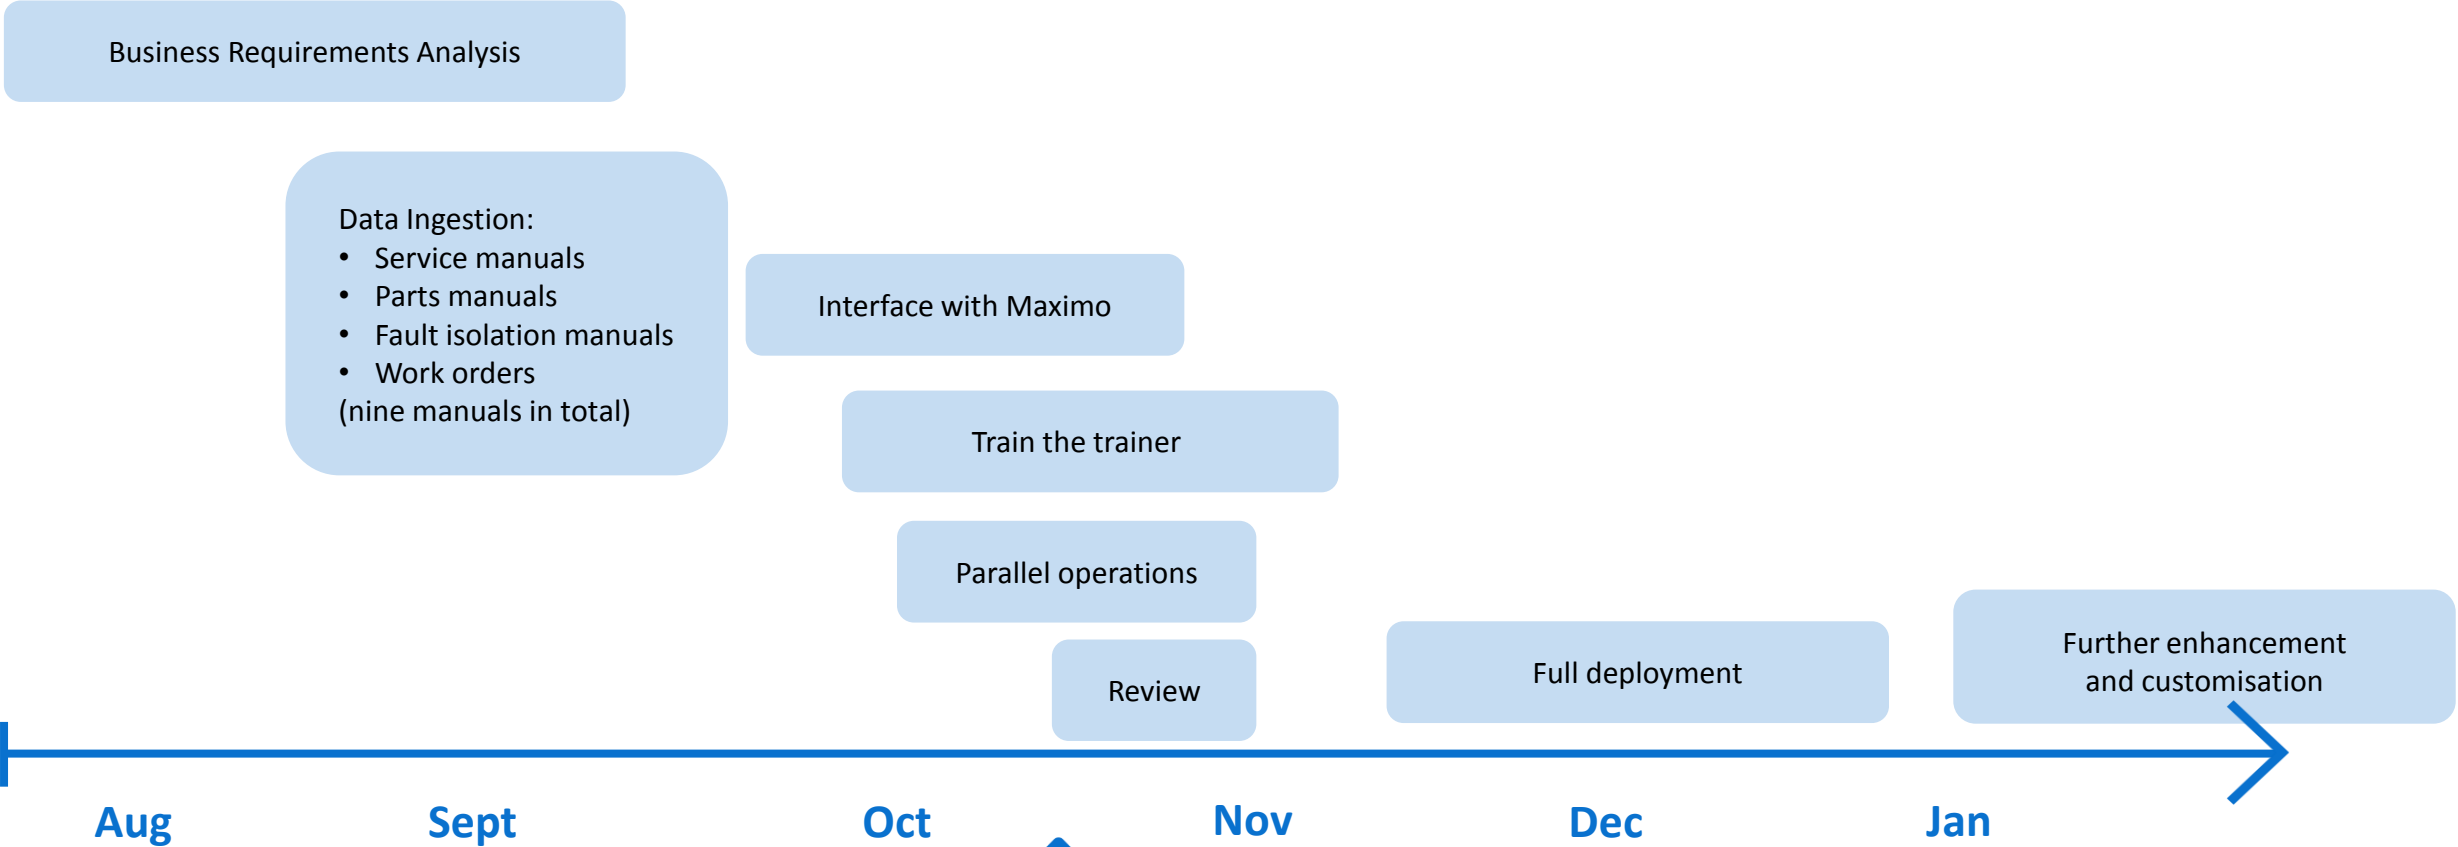 Business Requirements Analysis
Data Ingestion:
• Service manuals
• Parts manuals
• Fault isolation manuals
• Work orders
(nine manuals in total)
Interface with Maximo
Train the trainer
Parallel operations
Review
Full deployment
Further enhancement
and customisation
Aug Sept Oct Nov Dec Jan